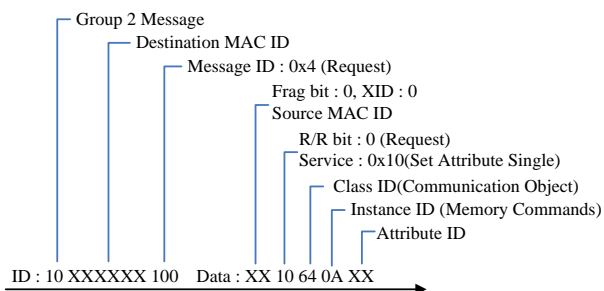 Group 2 Message
Destination MAC ID
Message ID : 0x4 (Request)
Frag bit : 0, XID : 0
Source MAC ID
R/R bit : 0 (Request)
Service : 0x10(Set Attribute Single)
Class ID(Communication Object)
Instance ID (Memory Commands)
Attribute ID
ID : 10 XXXXXX 100 Data : XX 10 64 0A XX